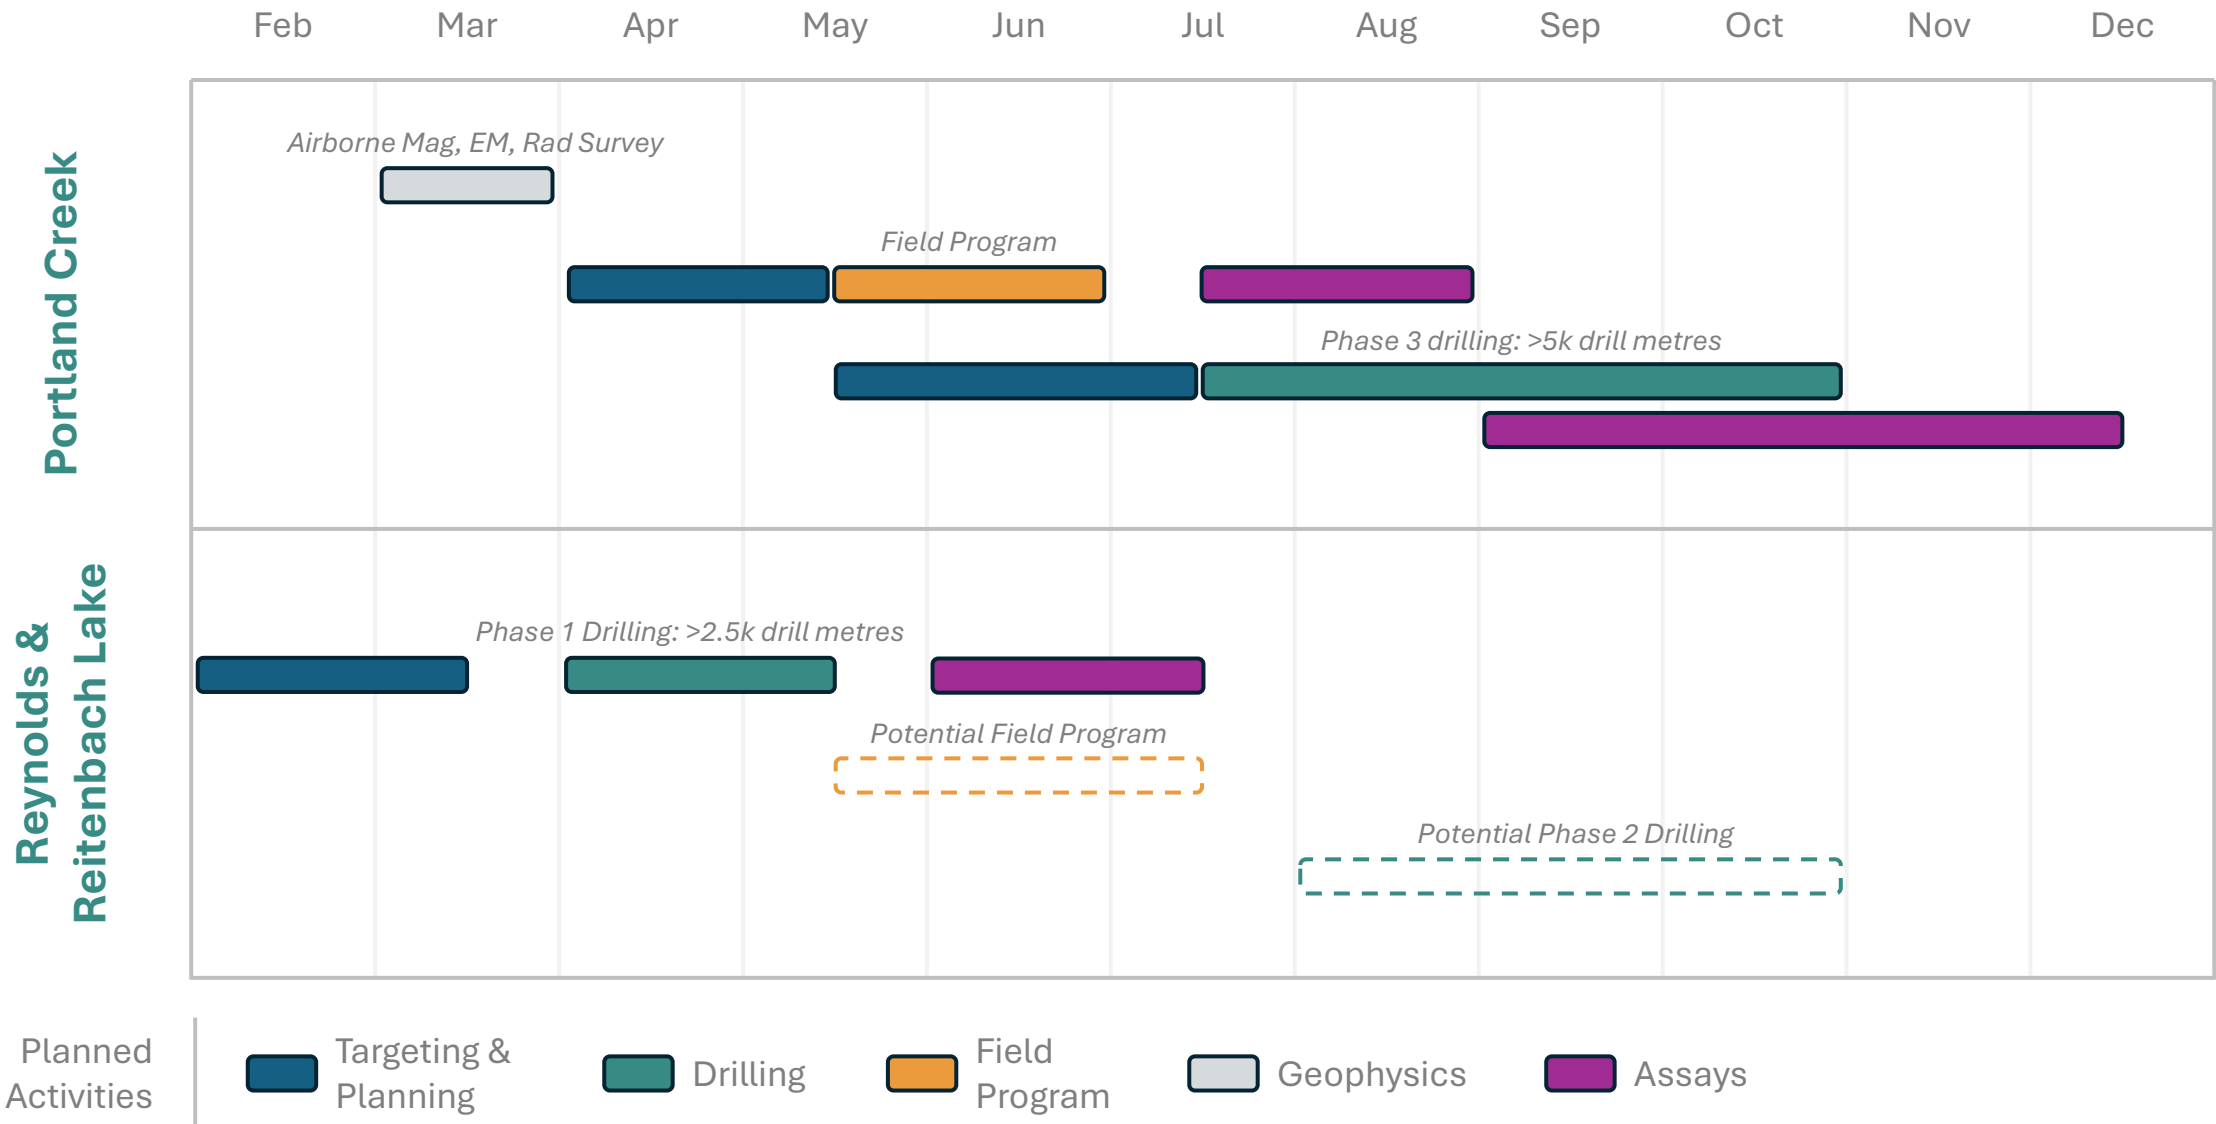 Feb Mar Apr May Jun Jul Aug Sep Oct Nov Dec
Portland Creek
Airborne Mag, EM, Rad Survey
Field Program
Phase 3 drilling: >5k drill metres
Reynolds &
Reitenbach Lake
Phase 1 Drilling: >2.5k drill metres
Potential Field Program
Potential Phase 2 Drilling
Planned
Activities
Targeting &
Planning
Drilling
Field
Program
Geophysics
Assays